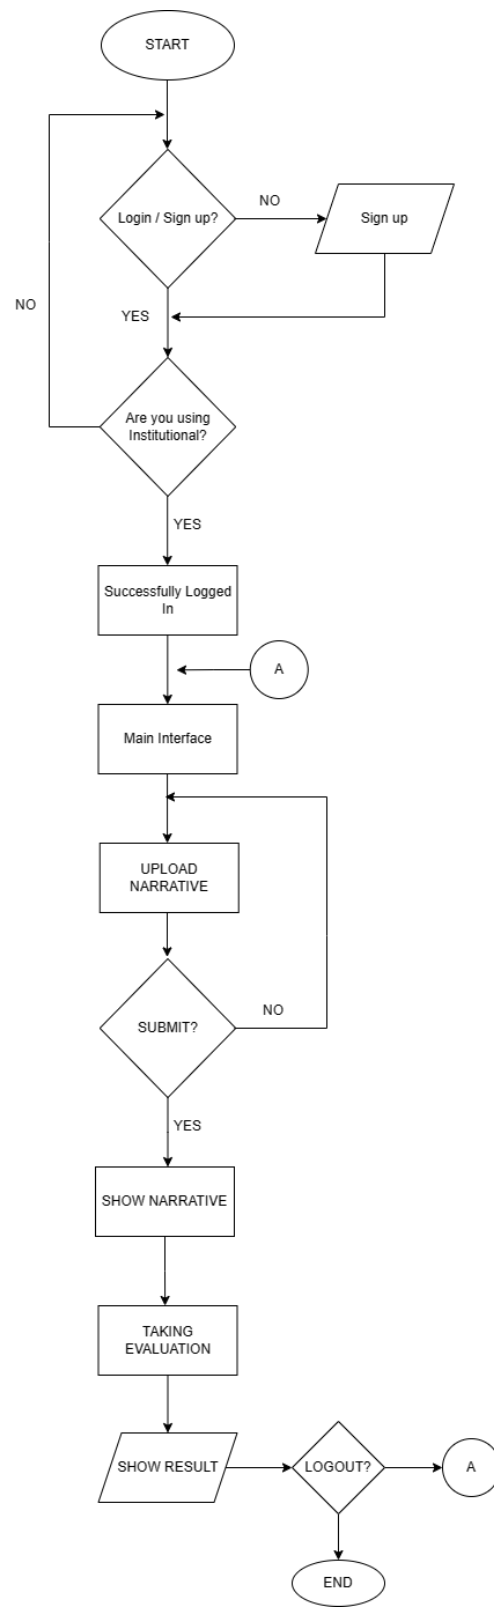 START
Login / Sign up?
NO
Sign up
NO
YES
Are you using
Institutional?
YES
Successfully Logged
In
A
Main Interface
UPLOAD
NARRATIVE
SUBMIT?
NO
YES
SHOW NARRATIVE
TAKING
EVALUATION
SHOW RESULT
LOGOUT?
A
END